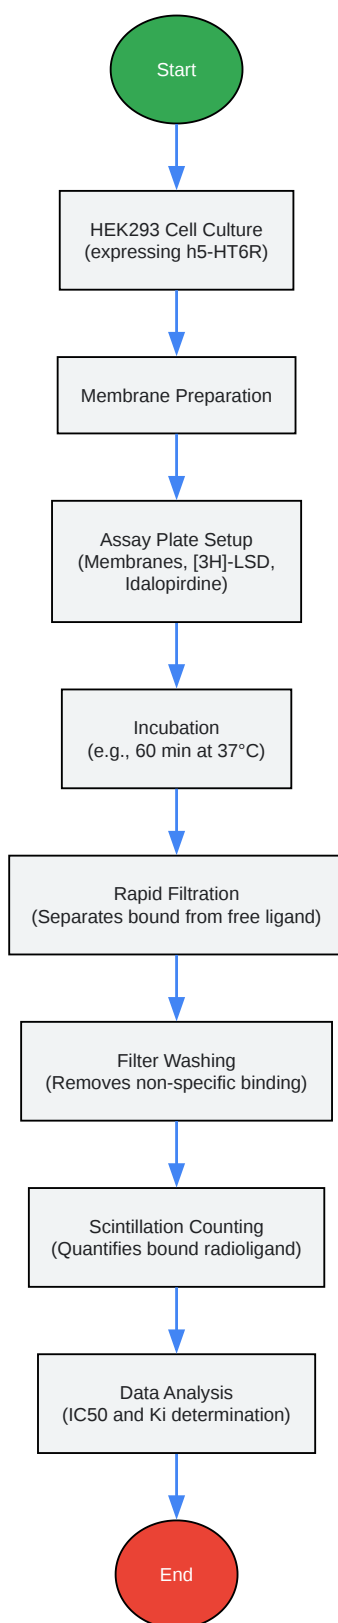 Start
HEK293 Cell Culture
(expressing h5-HT6R)
Membrane Preparation
Assay Plate Setup
(Membranes, [3H]-LSD,
Idalopirdine)
Incubation
(e.g., 60 min at 37°C)
Rapid Filtration
(Separates bound from free ligand)
Filter Washing
(Removes non-specific binding)
Scintillation Counting
(Quantifies bound radioligand)
Data Analysis
(IC50 and Ki determination)
End